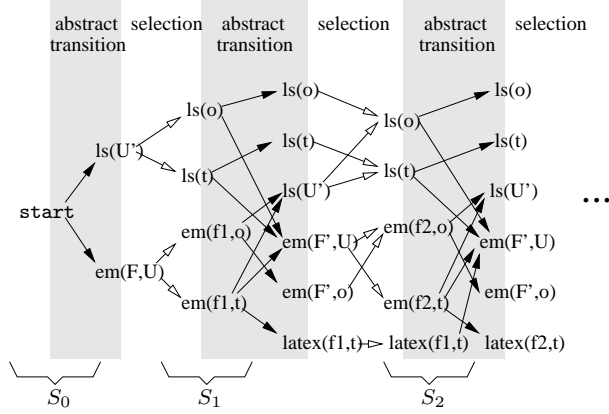 abstract transition
selection
abstract transition
selection
abstract transition
selection
start
ls(U')
em(F,U)
ls(o)
ls(t)
em(f1,o)
em(f1,t)
ls(o)
ls(t)
ls(U')
em(F',U)
em(F',o)
latex(f1,t)
ls(o)
ls(t)
em(f2,o)
em(f2,t)
latex(f1,t)
ls(o)
ls(t)
ls(U')
em(F',U)
em(F',o)
latex(f2,t)
...
S0
S1
S2